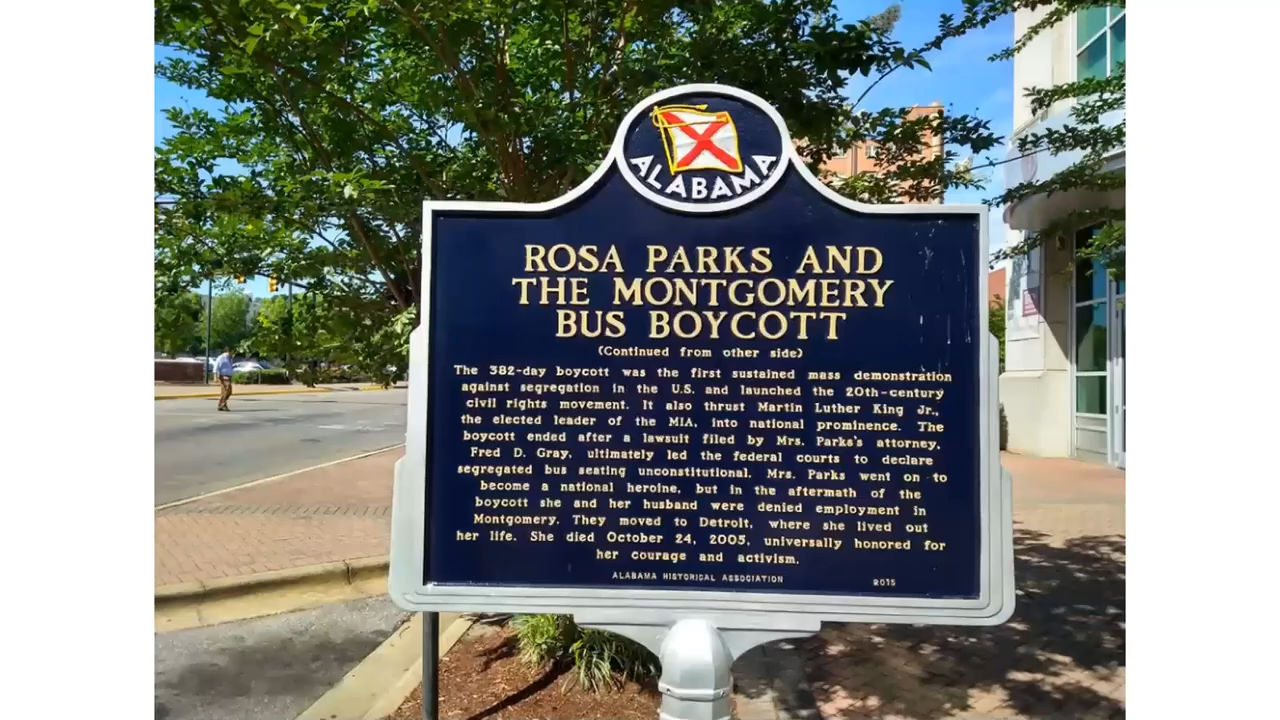 ALABAMA
ROSA PARKS AND
THE MONTGOMERY
BUS BOYCOTT
(Continued from other side)
The 382-day boycott was the first sustained mass demonstration
against segregation in the U.S. and launched the 20th-century
civil rights movement. It also thrust Martin Luther King Jr.,
the elected leader of the MIA, into national prominence. The
boycott ended after a lawsuit filed by Mrs. Parks's attorney,
Fred D. Gray, ultimately led the federal courts to declare
segregated bus seating unconstitutional. Mrs. Parks went on to
become a national heroine, but in the aftermath of the
boycott she and her husband were denied employment in
Montgomery. They moved to Detroit, where she lived out
her life. She died October 24, 2005, universally honored for
her courage and activism.
ALABAMA HISTORICAL ASSOCIATION 2015